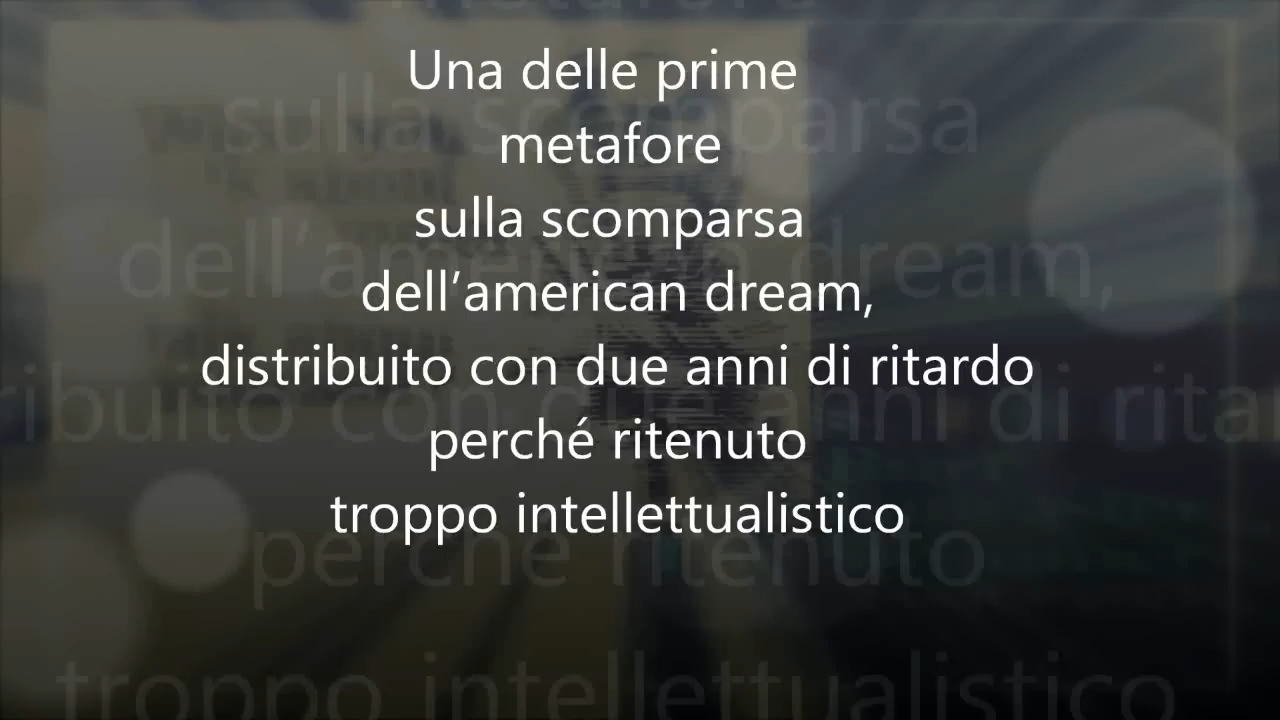 Una delle prime
metafore
sulla scomparsa
dell’american dream,
distribuito con due anni di ritardo
perché ritenuto
troppo intellettualistico